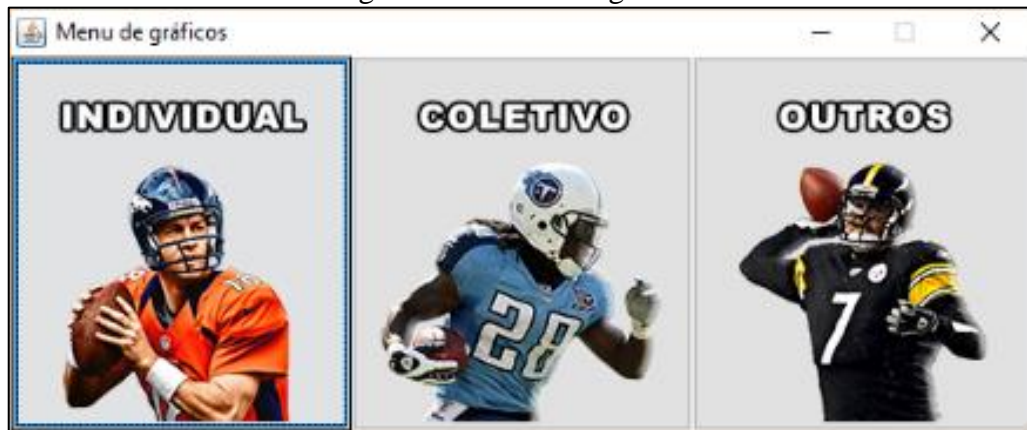 Menu de gráficos
INDIVIDUAL
COLETIVO
OUTROS
28
7